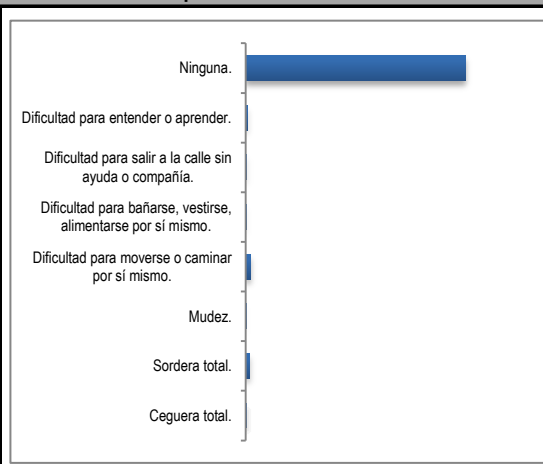 Ninguna.
Dificultad para entender o aprender.
Dificultad para salir a la calle sin
ayuda o compañía.
Dificultad para bañarse, vestirse,
alimentarse por sí mismo.
Dificultad para moverse o caminar
por sí mismo.
Mudez.
Sordera total.
Ceguera total.